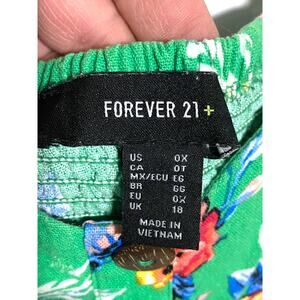 FOREVER 21+
US 0X
CA 0T
MX/ECU EG
BR GG
EU 0X
UK 18
MADE IN
VIETNAM